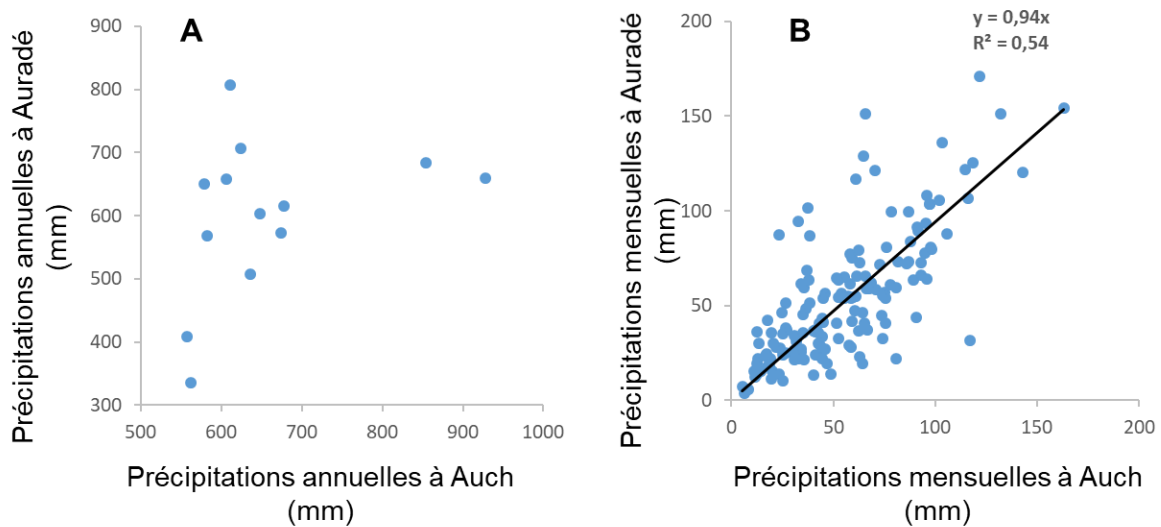 A
Précipitations annuelles à Auradé
(mm)
900
800
700
600
500
400
300
500
600
700
800
900
1000
Précipitations annuelles à Auch
(mm)
B
y = 0,94x
R² = 0,54
Précipitations mensuelles à Auradé
(mm)
200
150
100
50
0
0
50
100
150
200
Précipitations mensuelles à Auch
(mm)